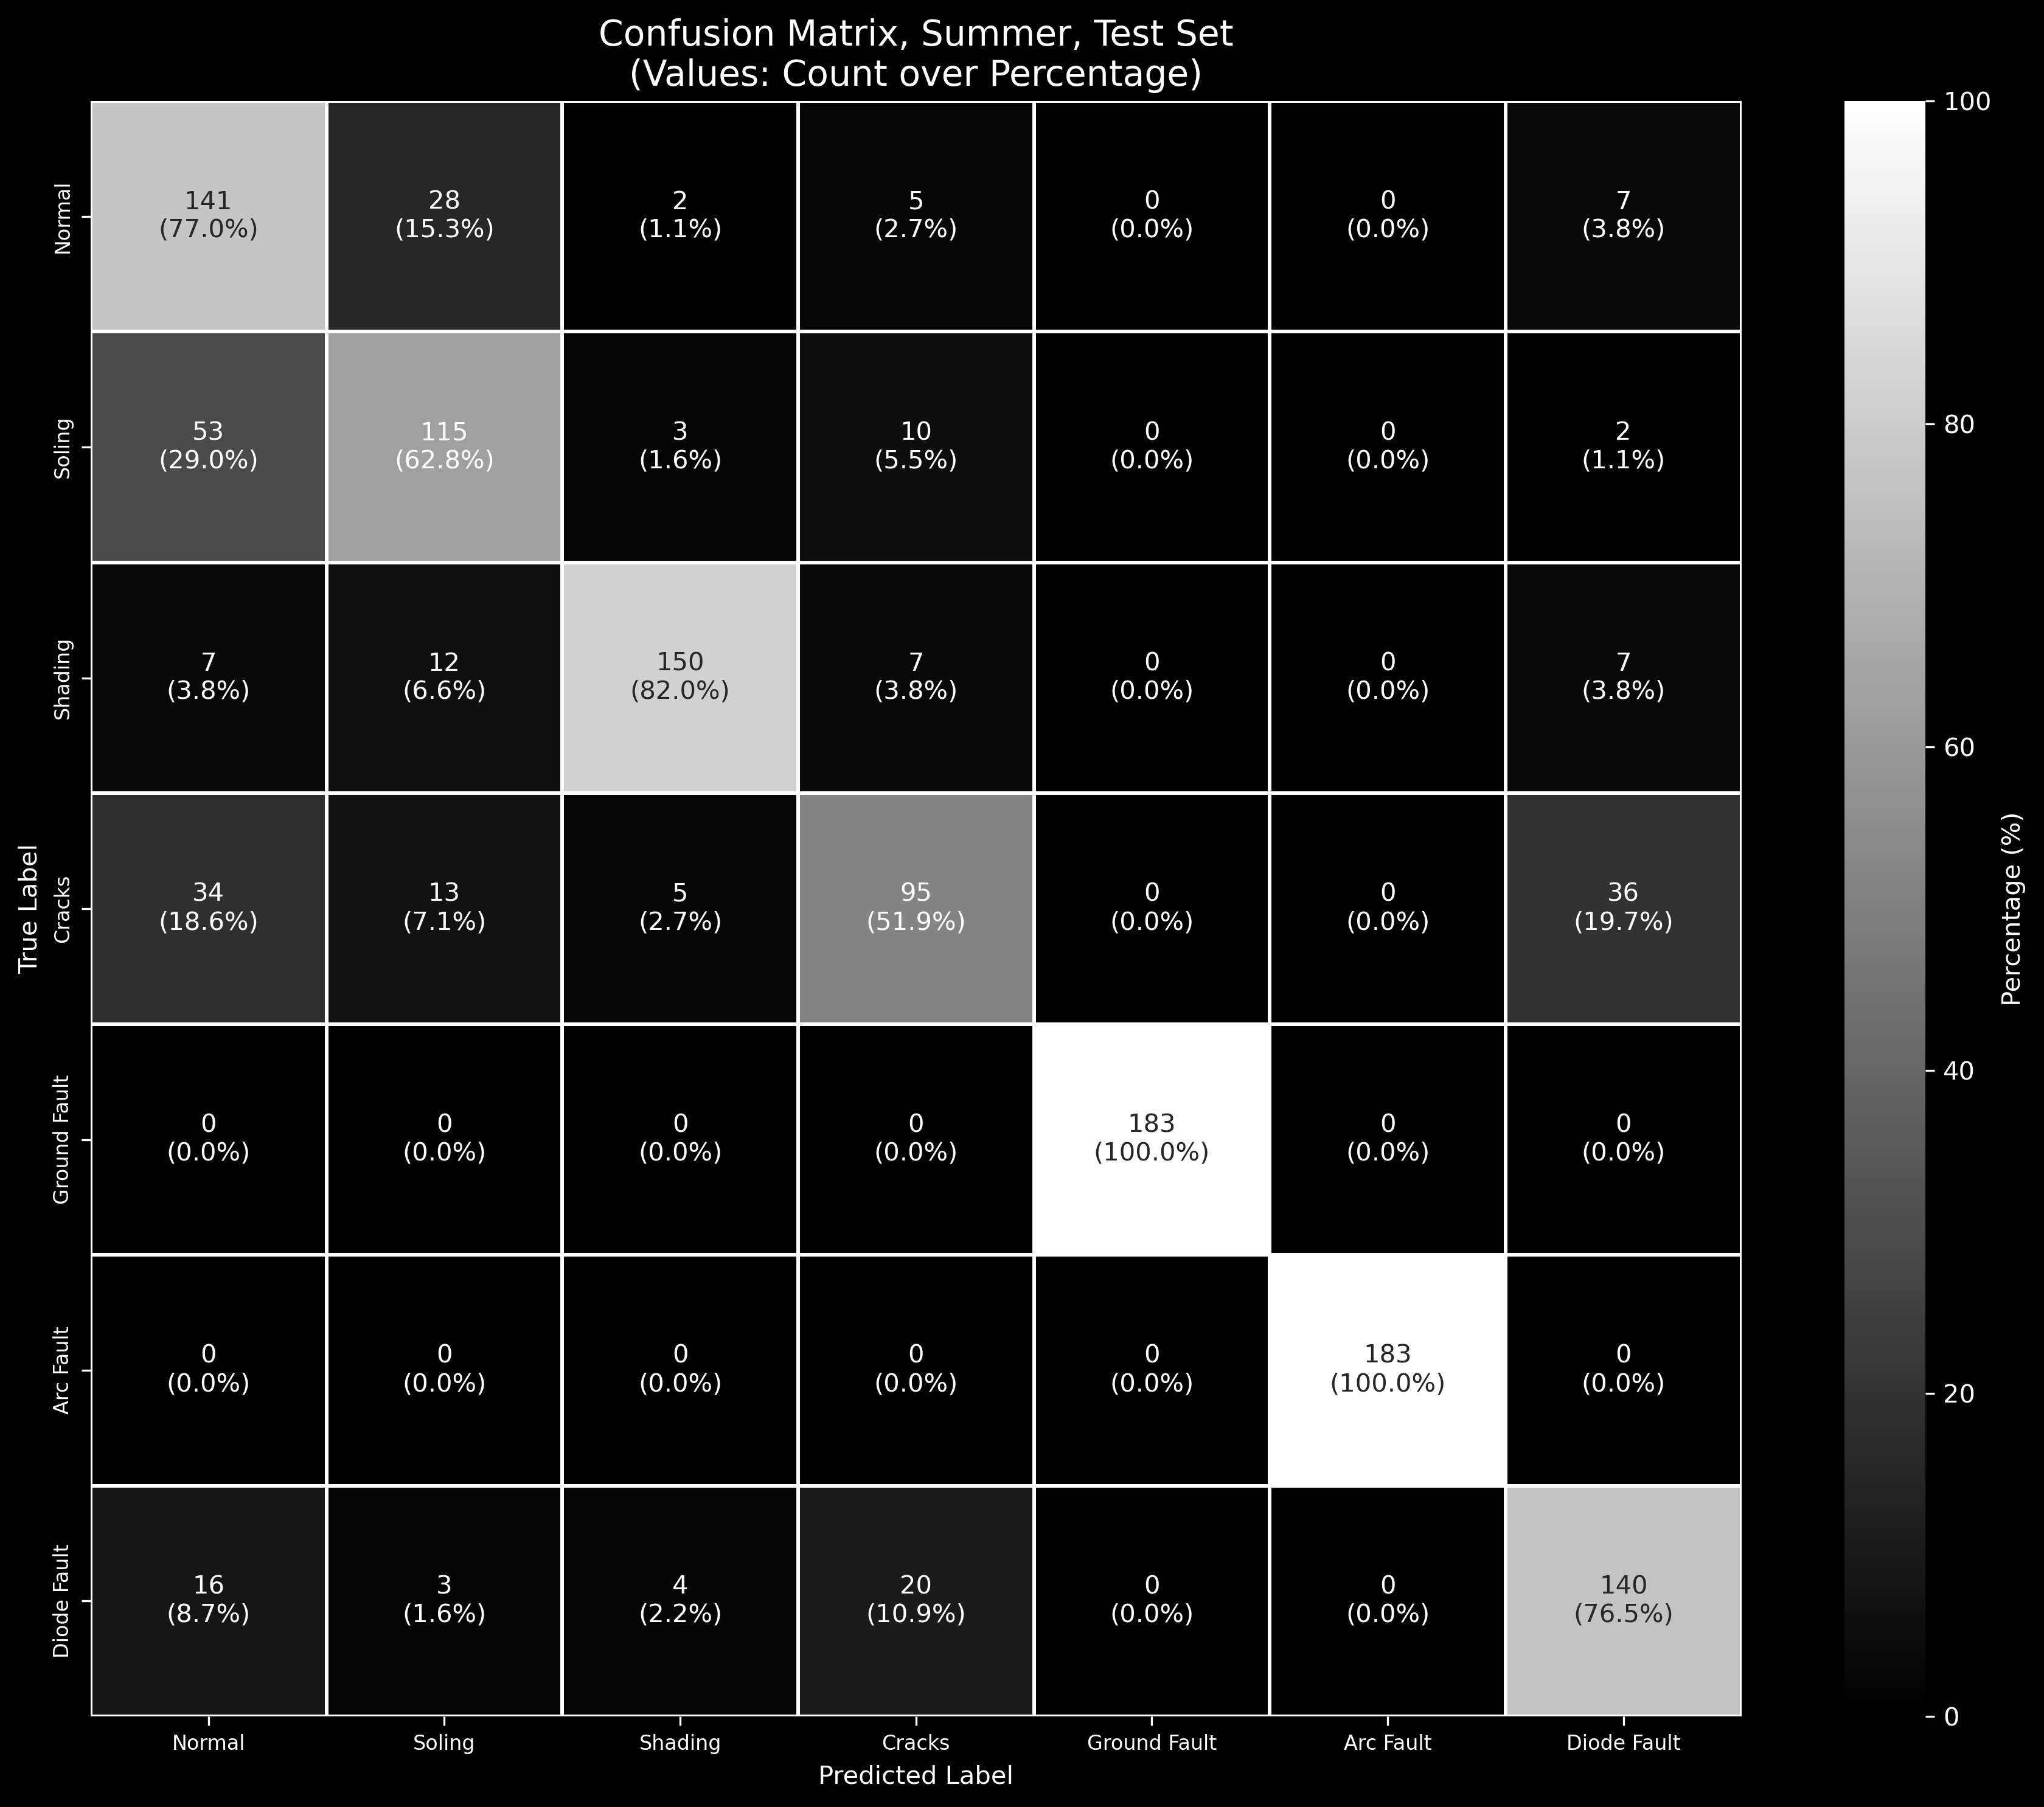 Confusion Matrix, Summer, Test Set
(Values: Count over Percentage)
True Label
Normal
141 28 2 5 0 0 7
(77.0%) (15.3%) (1.1%) (2.7%) (0.0%) (0.0%) (3.8%)
Soling
53 115 3 10 0 0 2
(29.0%) (62.8%) (1.6%) (5.5%) (0.0%) (0.0%) (1.1%)
Shading
7 12 150 7 0 0 7
(3.8%) (6.6%) (82.0%) (3.8%) (0.0%) (0.0%) (3.8%)
Cracks
34 13 5 95 0 0 36
(18.6%) (7.1%) (2.7%) (51.9%) (0.0%) (0.0%) (19.7%)
Ground Fault
0 0 0 0 183 0 0
(0.0%) (0.0%) (0.0%) (0.0%) (100.0%) (0.0%) (0.0%)
Arc Fault
0 0 0 0 0 183 0
(0.0%) (0.0%) (0.0%) (0.0%) (0.0%) (100.0%) (0.0%)
Diode Fault
16 3 4 20 0 0 140
(8.7%) (1.6%) (2.2%) (10.9%) (0.0%) (0.0%) (76.5%)
Normal Soling Shading Cracks Ground Fault Arc Fault Diode Fault
Predicted Label
100
80
60
40
20
0
Percentage (%)